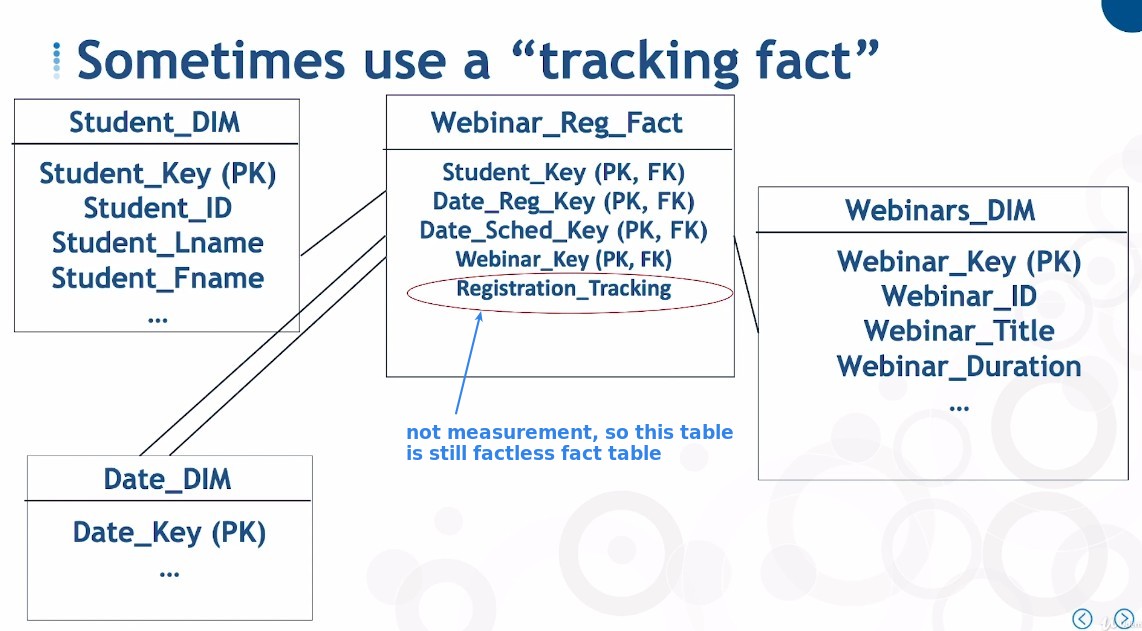 Sometimes use a “tracking fact”
Student_DIM
Student_Key (PK)
Student_ID
Student_Lname
Student_Fname
...
Webinar_Reg_Fact
Student_Key (PK, FK)
Date_Reg_Key (PK, FK)
Date_Sched_Key (PK, FK)
Webinar_Key (PK, FK)
Registration_Tracking
not measurement, so this table
is still factless fact table
Webinars_DIM
Webinar_Key (PK)
Webinar_ID
Webinar_Title
Webinar_Duration
...
Date_DIM
Date_Key (PK)
...